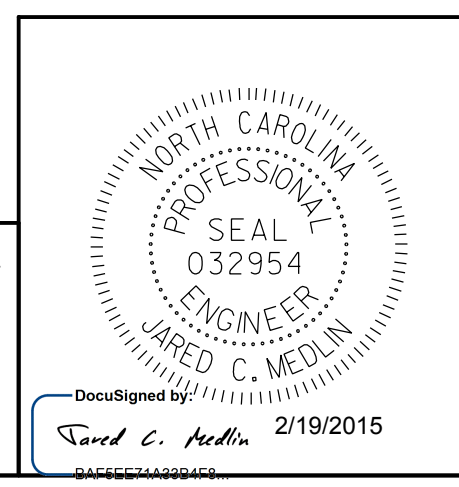 NORTH CAROLINA
PROFESSIONAL
SEAL
032954
ENGINEER
JARED C. MEDLIN
DocuSigned by:
Jared C. Medlin
2/19/2015
BAF5EE71A33B4F8...